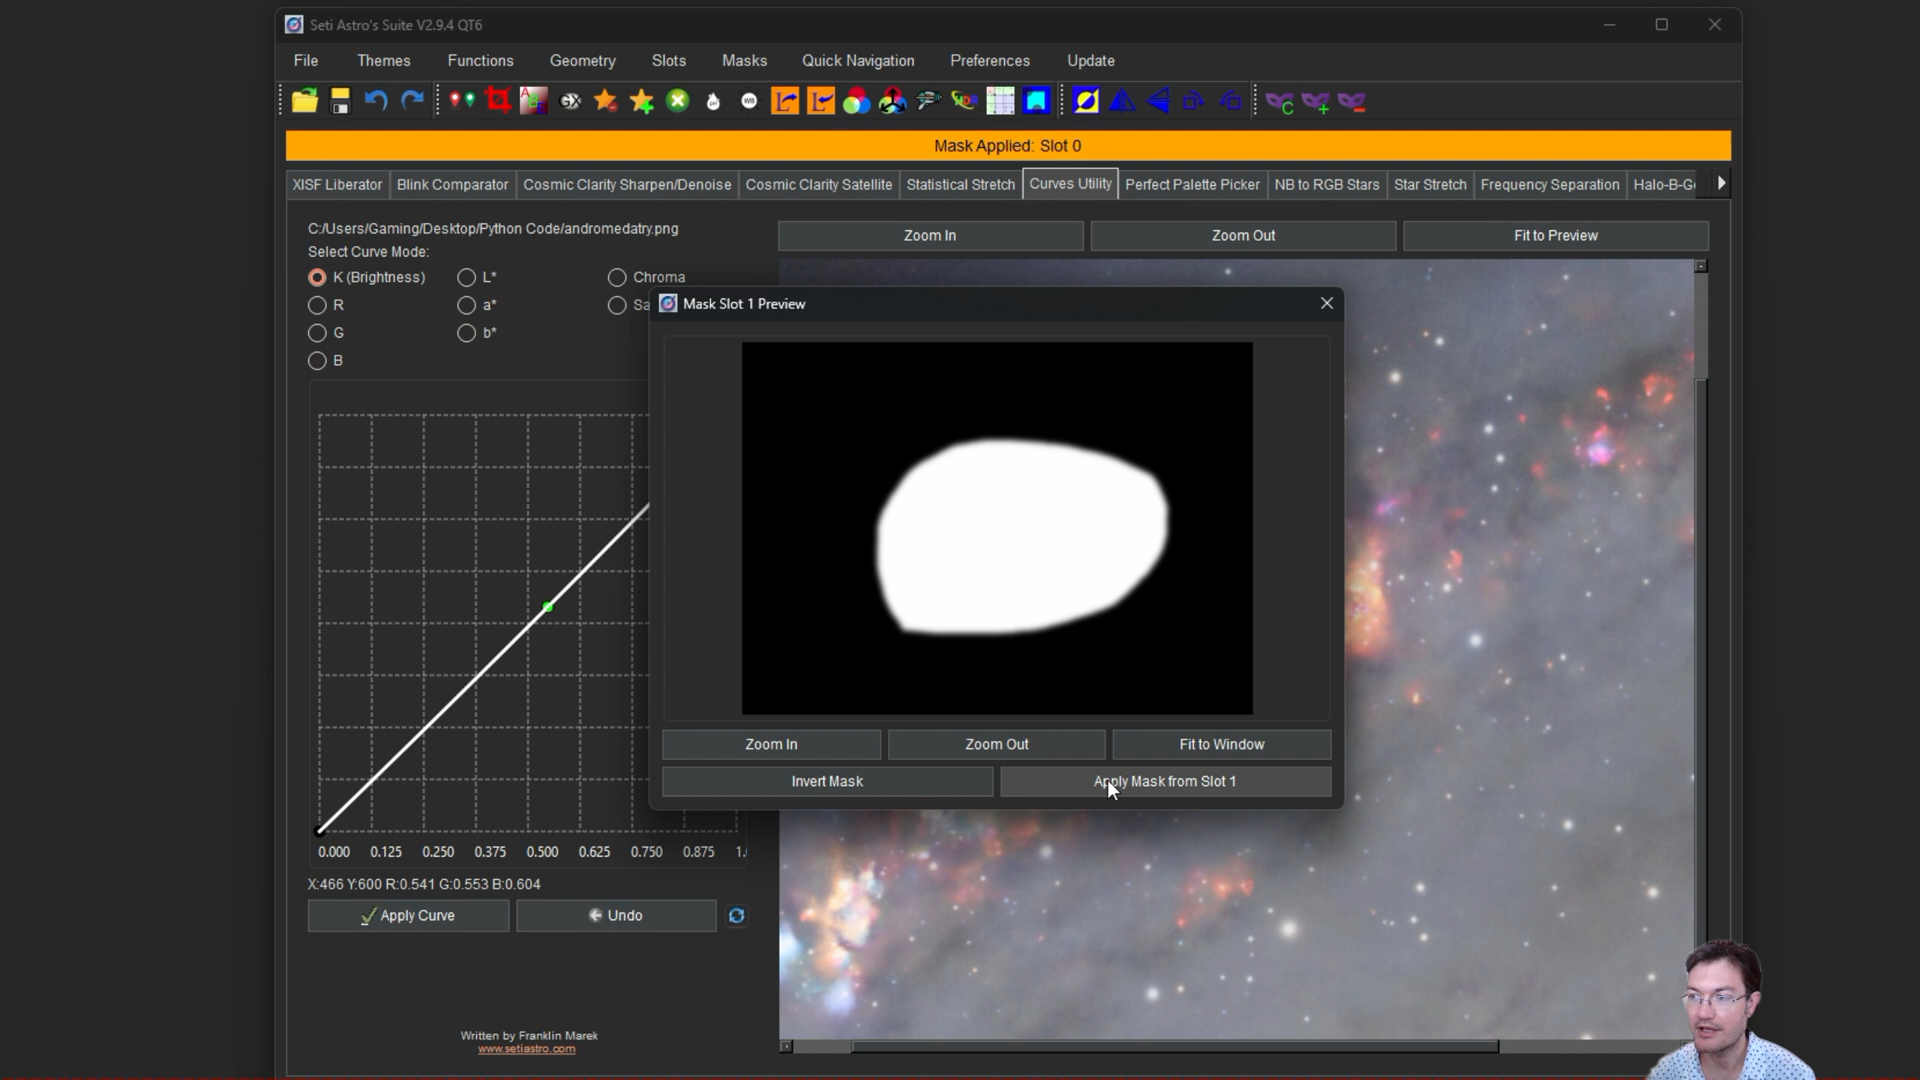 Seti Astro's Suite V2.9.4 QT6
File Themes Functions Geometry Slots Masks Quick Navigation Preferences Update
Mask Applied: Slot 0
XISF Liberator Blink Comparator Cosmic Clarity Sharpen/Denoise Cosmic Clarity Satellite Statistical Stretch Curves Utility Perfect Palette Picker NB to RGB Stars Star Stretch Frequency Separation Halo-B-G
C:/Users/Gaming/Desktop/Python Code/andromedatry.png
Zoom In Zoom Out Fit to Preview
Select Curve Mode:
K (Brightness) L* Chroma
R a* Sa
G b*
B
Mask Slot 1 Preview
Zoom In Zoom Out Fit to Window
Invert Mask Apply Mask from Slot 1
0.000 0.125 0.250 0.375 0.500 0.625 0.750 0.875 1.
X:466 Y:600 R:0.541 G:0.553 B:0.604
Apply Curve Undo
Written by Franklin Marek
www.setiastro.com